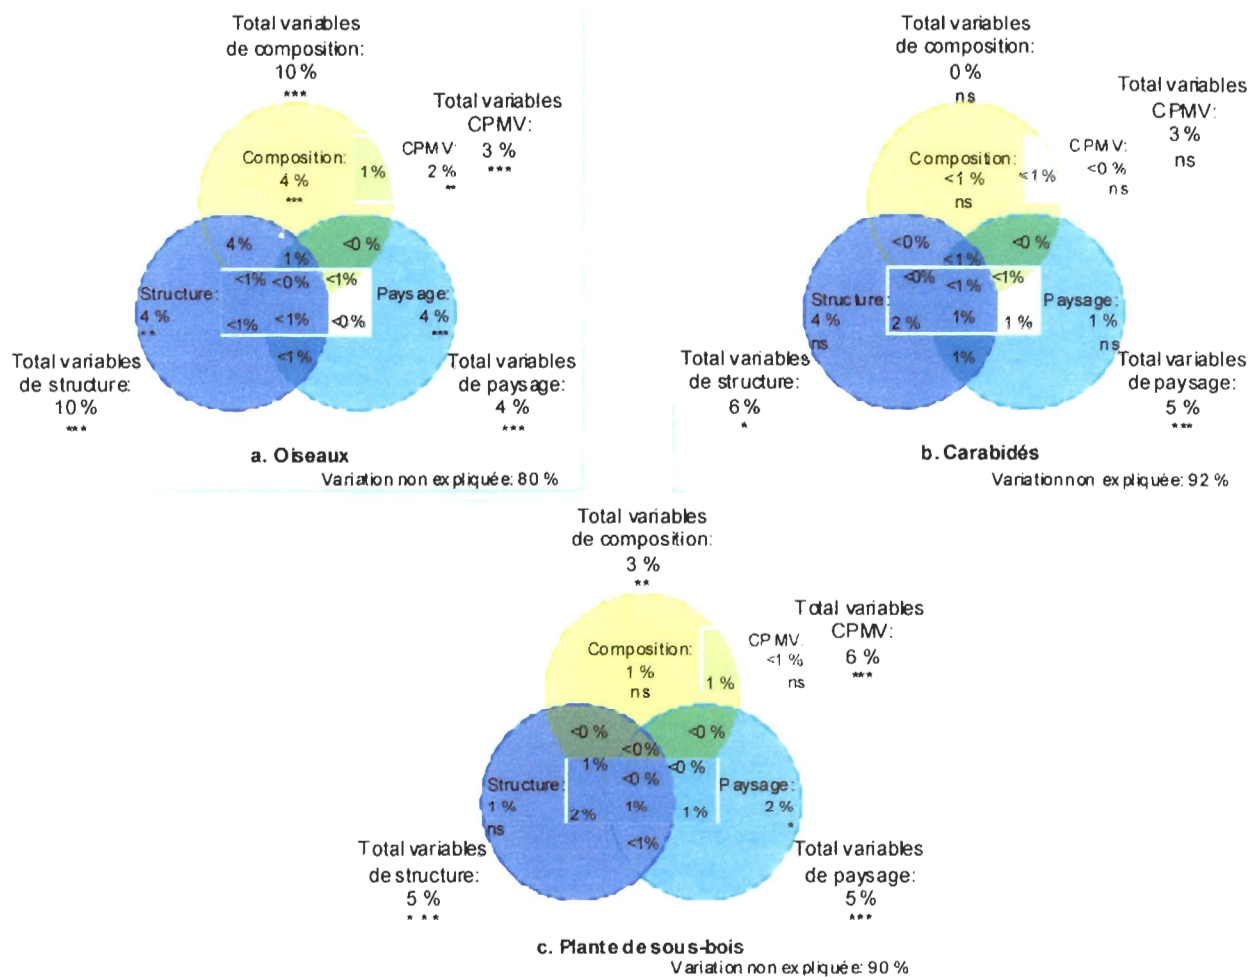 Total variables
de composition:
10 %
***
Total variables
CPMV:
3 %
***
CPMV:
2 %
**
Composition:
4 %
***
1 %
4 %
1 %
<0 %
<1 %
<0 %
<1 %
Structure:
4 %
**
<1 %
<1 %
<0 %
Paysage:
4 %
***
<1 %
Total variables
de structure:
10 %
***
Total variables
de paysage:
4 %
***
a. Oiseaux
Variation non expliquée: 80 %
Total variables
de composition:
0 %
ns
Total variables
CPMV:
3 %
ns
CPMV:
<0 %
ns
Composition:
<1 %
ns
<1 %
<0 %
<1 %
<0 %
<0 %
<1 %
<1 %
Structure:
4 %
ns
2 %
1 %
1 %
Paysage:
1 %
ns
1 %
Total variables
de structure:
6 %
*
Total variables
de paysage:
5 %
***
b. Carabidés
Variation non expliquée: 92 %
Total variables
de composition:
3 %
**
Total variables
CPMV:
6 %
***
CPMV:
<1 %
ns
Composition:
1 %
ns
1 %
<0 %
<0 %
<0 %
1 %
<0 %
<0 %
Structure:
1 %
ns
2 %
1 %
1 %
Paysage:
2 %
*
<1 %
Total variables
de structure:
5 %
***
Total variables
de paysage:
5 %
***
c. Plante de sous-bois
Variation non expliquée: 90 %